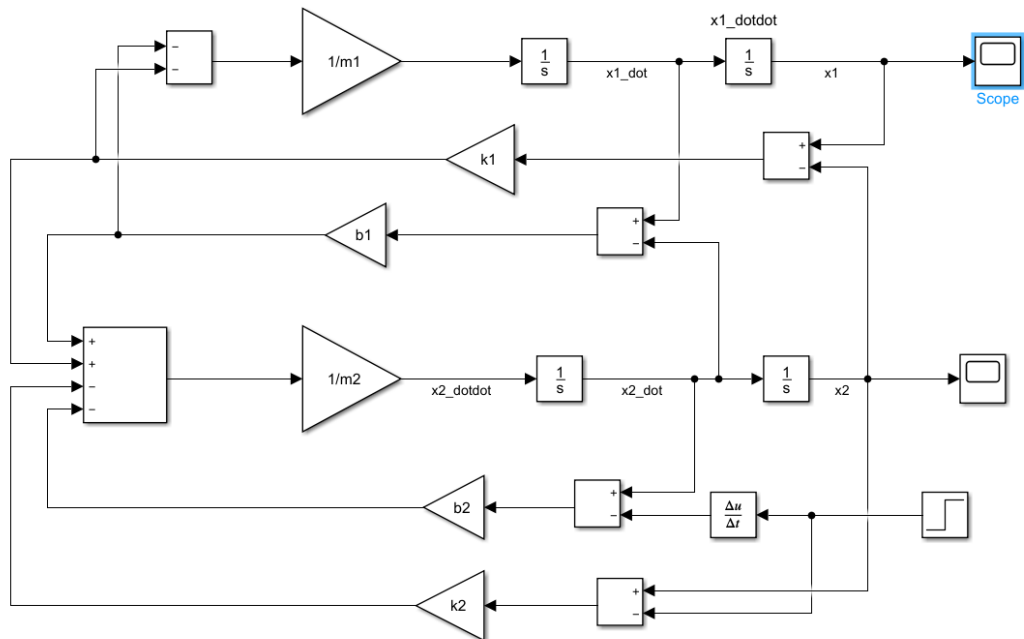 x1_dotdot
−
−
1/m1
1
s
x1_dot
1
s
x1
Scope
k1
+
−
b1
+
−
+
+
−
−
1/m2
x2_dotdot
1
s
x2_dot
1
s
x2
b2
+
−
Δu
Δt
k2
+
−